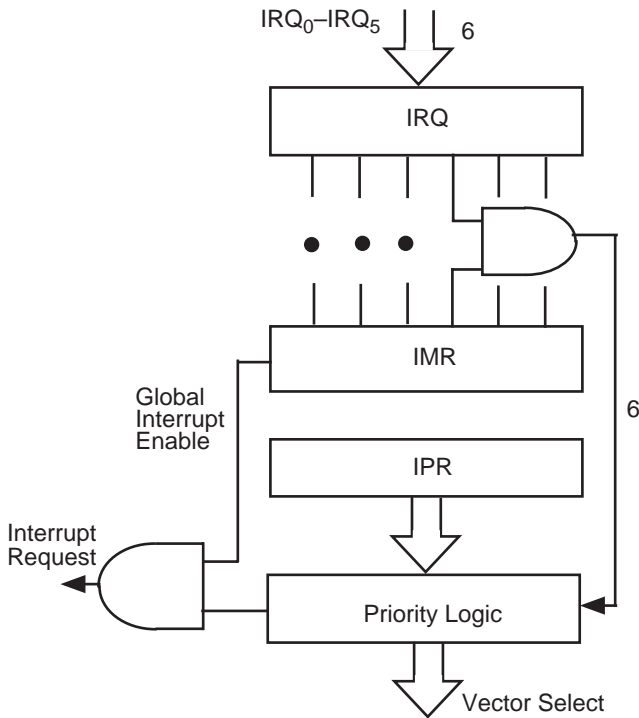 IRQ₀–IRQ₅
6
IRQ
IMR
Global
Interrupt
Enable
6
IPR
Interrupt
Request
Priority Logic
Vector Select